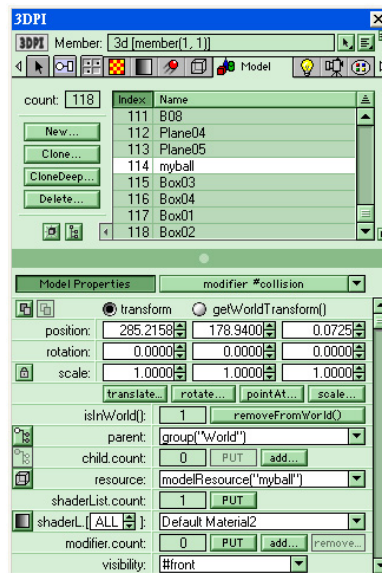 3DPI
3DPI Member: 3d [member(1, 1)]
Model
count: 118 Index Name
111 B08
New... 112 Plane04
113 Plane05
Clone... 114 myball
CloneDeep... 115 Box03
116 Box04
Delete... 117 Box01
118 Box02
Model Properties modifier #collision
transform getWorldTransform()
position: 285.2158 178.9400 0.0725
rotation: 0.0000 0.0000 0.0000
scale: 1.0000 1.0000 1.0000
translate... rotate... pointAt... scale...
isInWorld(): 1 removeFromWorld()
parent: group("World")
child.count: 0 PUT add...
resource: modelResource("myball")
shaderList.count: 1 PUT
shaderL.[ ALL ]: Default Material2
modifier.count: 0 PUT add... remove...
visibility: #front